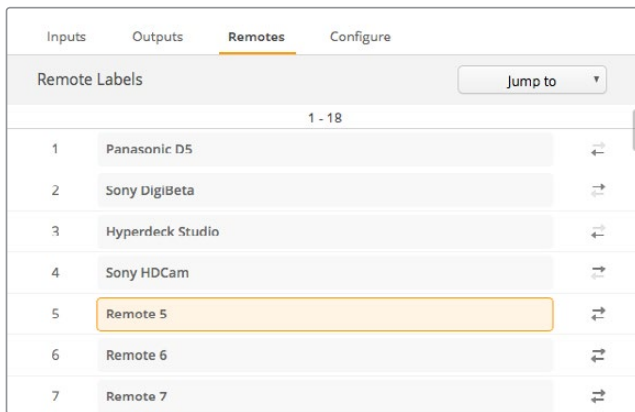 Inputs Outputs Remotes Configure
Remote Labels Jump to
1 - 18
1 Panasonic D5
2 Sony DigiBeta
3 Hyperdeck Studio
4 Sony HDCam
5 Remote 5
6 Remote 6
7 Remote 7